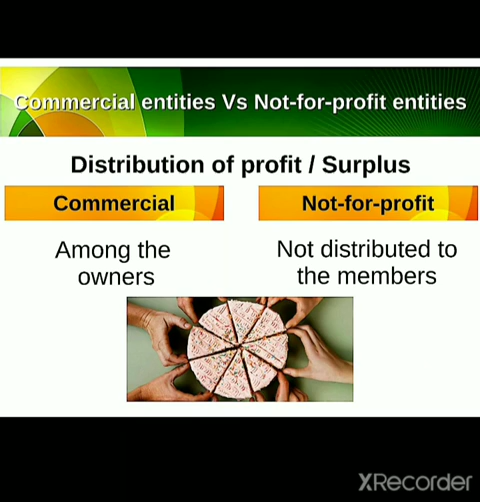 Commercial entities Vs Not-for-profit entities
Distribution of profit / Surplus
Commercial
Not-for-profit
Among the
owners
Not distributed to
the members
XRecorder